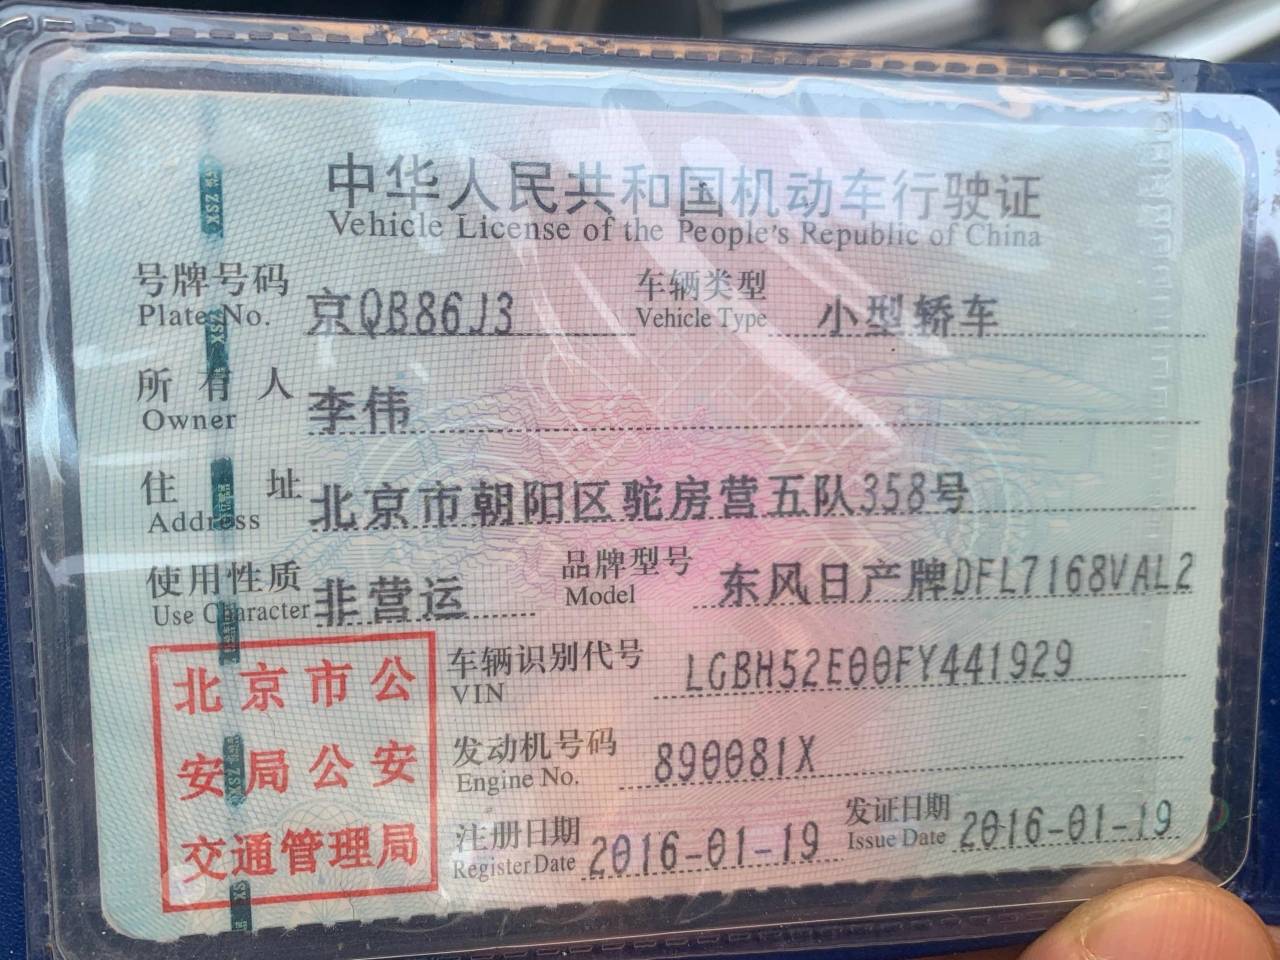 中华人民共和国机动车行驶证
Vehicle License of the People's Republic of China
号牌号码 京QB86J3 车辆类型 小型轿车
Plate No. Vehicle Type
所有人 李伟
Owner
住址 北京市朝阳区驼房营五队358号
Address
使用性质 非营运 品牌型号 东风日产牌DFL7168VAL2
Use Character Model
车辆识别代号 LGBH52E00FY441929
VIN
发动机号码 890081X
Engine No.
注册日期 2016-01-19 发证日期 2016-01-19
Register Date Issue Date
北京市公
安局公安
交通管理局
ZSX